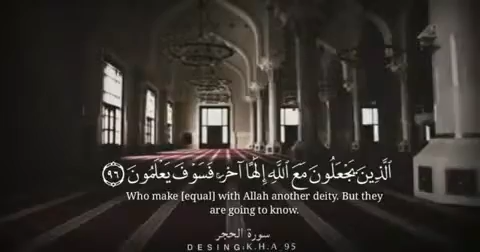 ٱلَّذِينَ يَجْعَلُونَ مَعَ ٱللَّهِ إِلَٰهًا ءَاخَرَ ۚ فَسَوْفَ يَعْلَمُونَ ٩٦
Who make [equal] with Allah another deity. But they
are going to know.
سورة الحجر
DESING:K.H.A_95